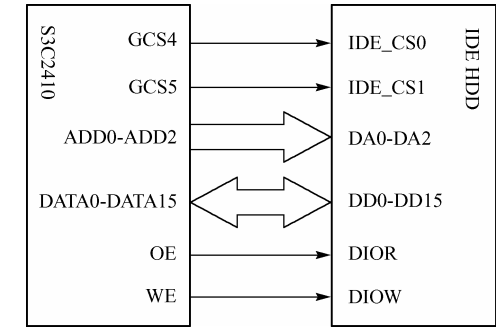 S3C2410
GCS4
GCS5
ADD0-ADD2
DATA0-DATA15
OE
WE
IDE HDD
IDE_CS0
IDE_CS1
DA0-DA2
DD0-DD15
DIOR
DIOW